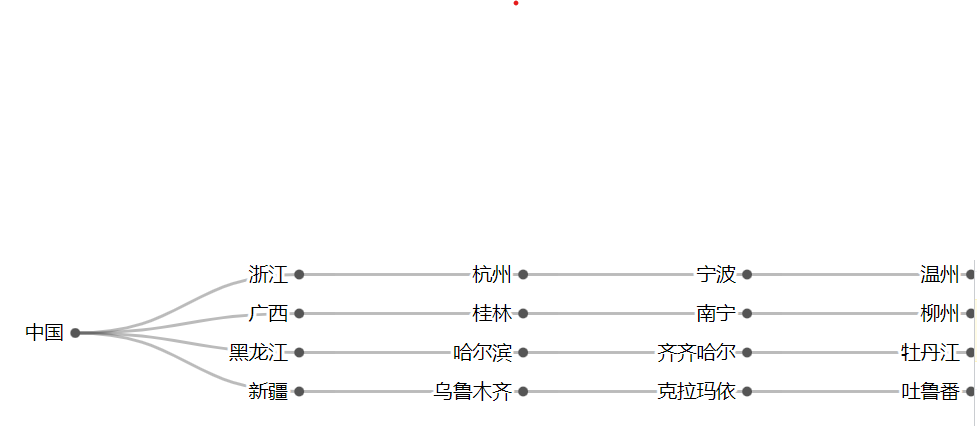 浙江 杭州 宁波 温州
广西 桂林 南宁 柳州
中国
黑龙江 哈尔滨 齐齐哈尔 牡丹江
新疆 乌鲁木齐 克拉玛依 吐鲁番